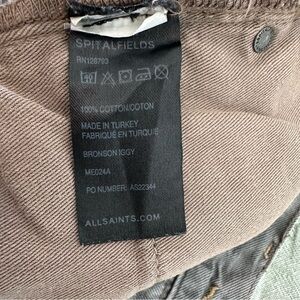 SPITALFIELDS
RN128793
100% COTTON/COTON
MADE IN TURKEY
FABRIQUÉ EN TURQUIE
BRONSON IGGY
ME024A
PO NUMBER: AS22344
ALLSAINTS.COM